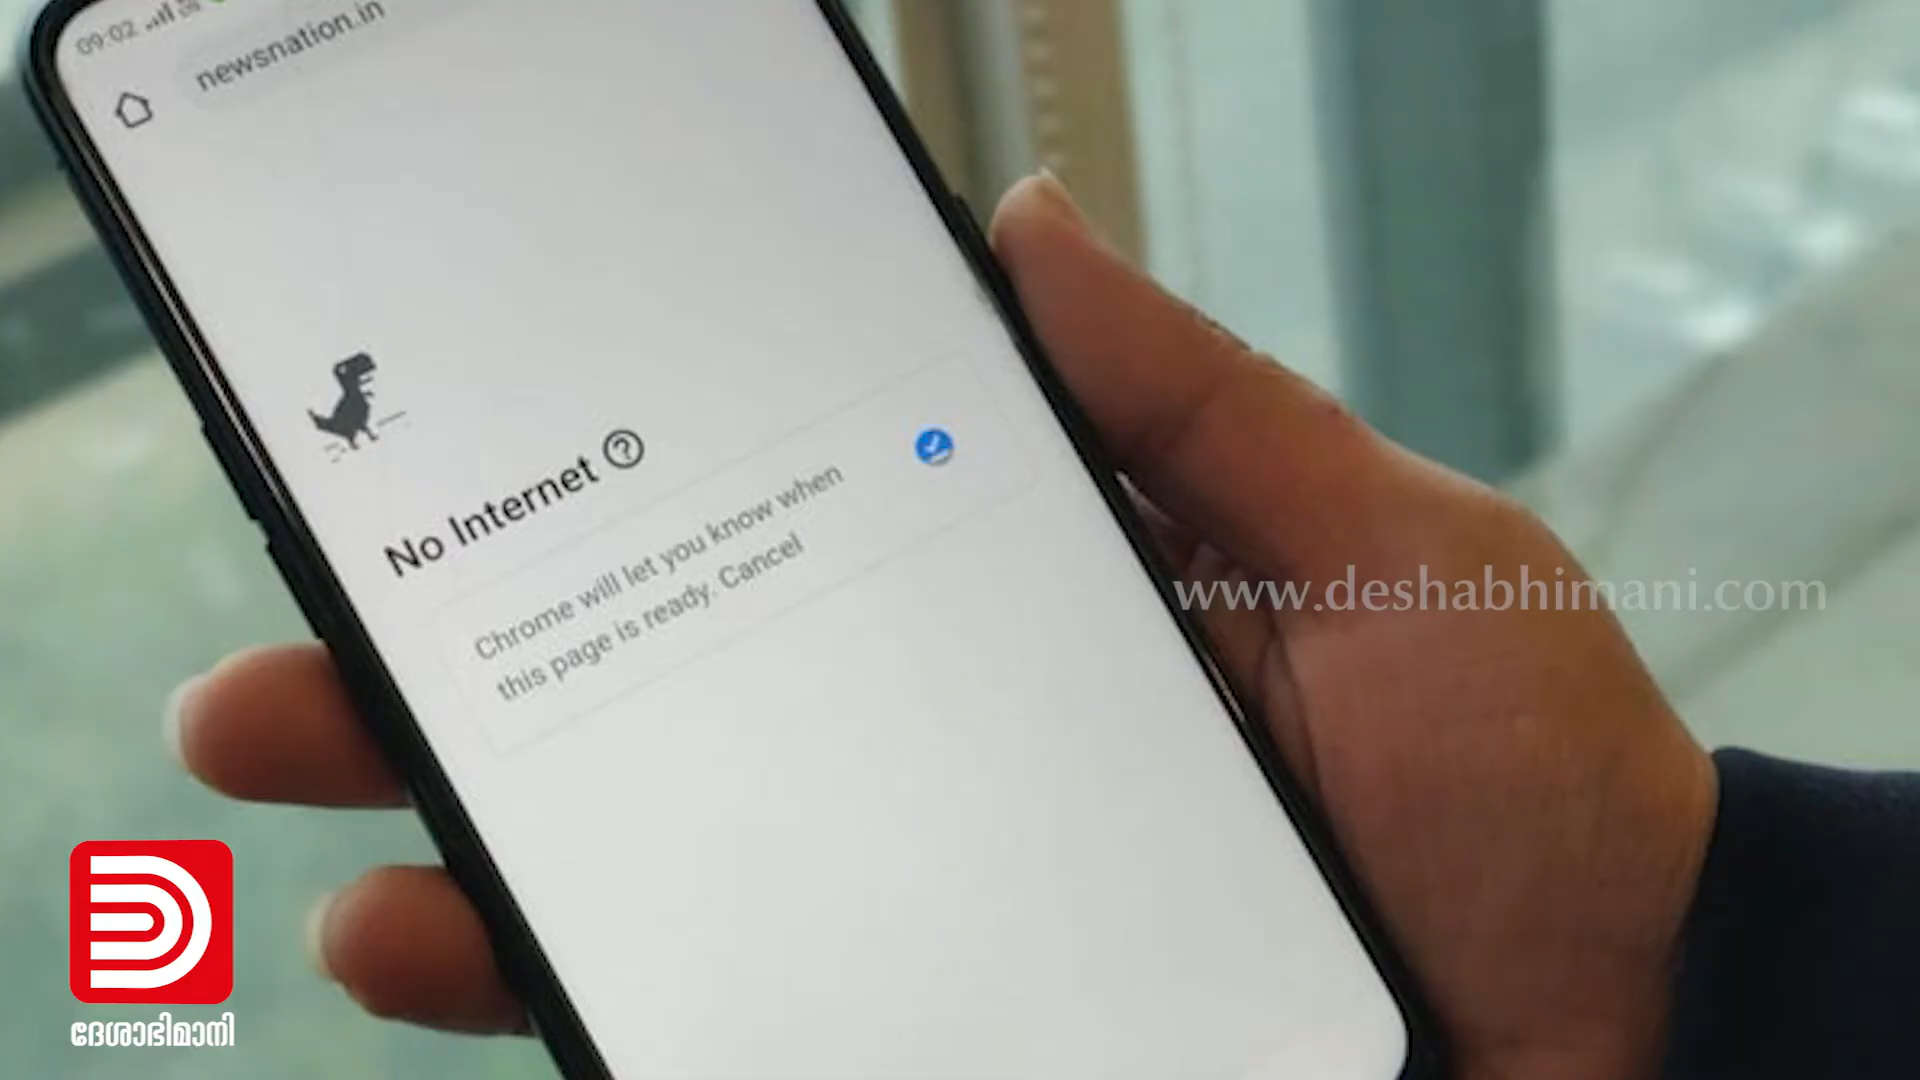 09:02
newsnation.in
No Internet
Chrome will let you know when
this page is ready. Cancel
www.deshabhimani.com
ദേശാഭിമാനി